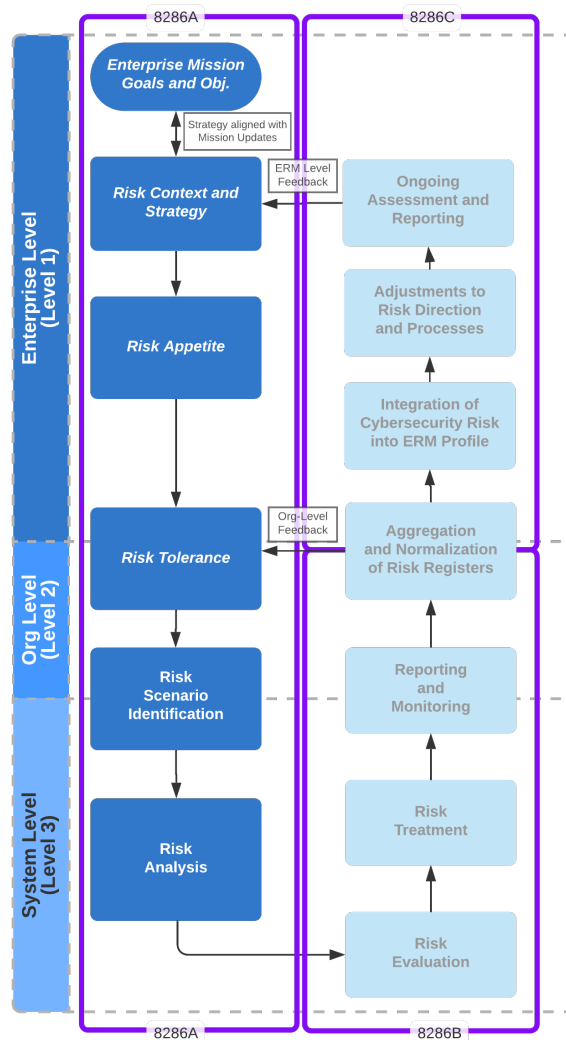 8286A
8286C
Enterprise Mission
Goals and Obj.
Strategy aligned with
Mission Updates
Risk Context and
Strategy
ERM Level
Feedback
Ongoing
Assessment and
Reporting
Enterprise Level
(Level 1)
Risk Appetite
Adjustments to
Risk Direction
and Processes
Integration of
Cybersecurity Risk
into ERM Profile
Risk Tolerance
Org-Level
Feedback
Aggregation
and Normalization
of Risk Registers
Org Level
(Level 2)
Risk
Scenario
Identification
Reporting
and
Monitoring
System Level
(Level 3)
Risk
Analysis
Risk
Treatment
Risk
Evaluation
8286A
8286B